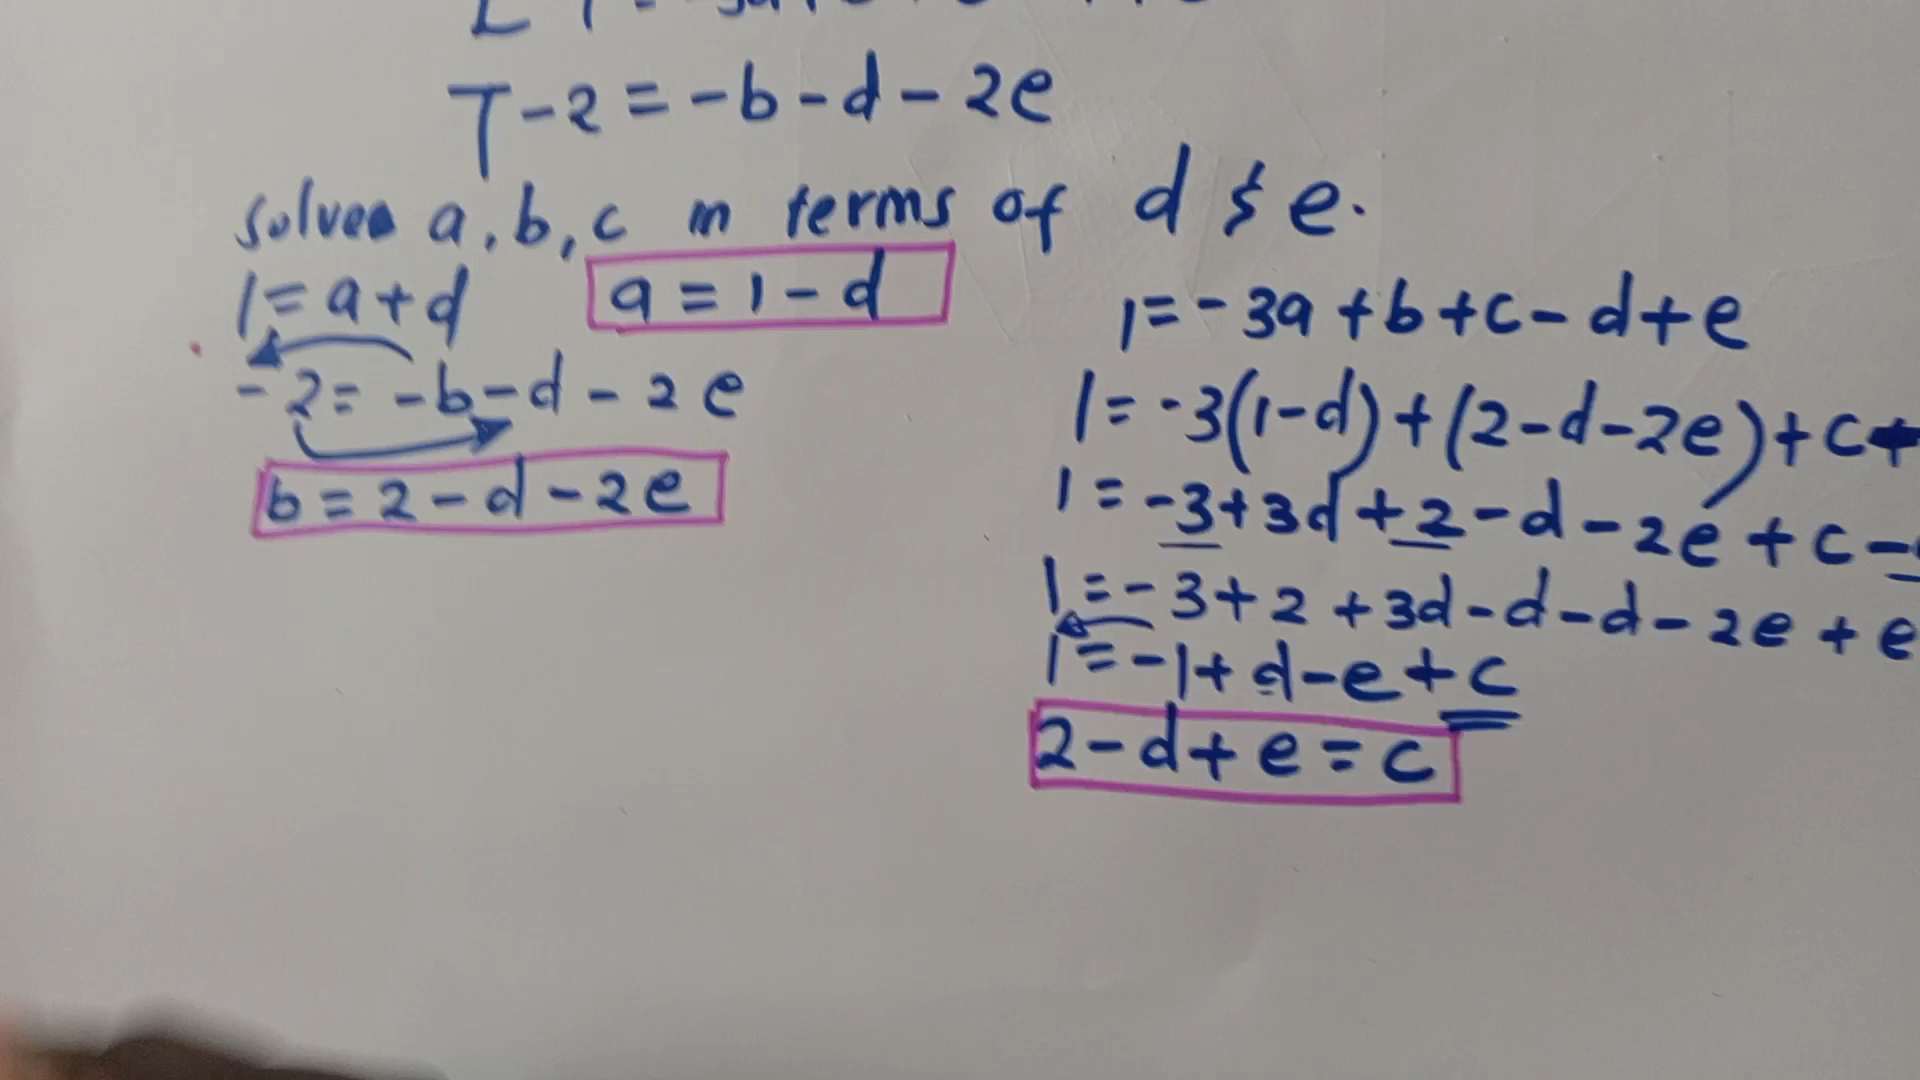 T -2 = -b-d-2e
solve a, b, c in terms of d & e.
1 = a+d
a = 1-d
-2 = -b-d-2e
b = 2-d-2e
1 = -3a+b+c-d+e
1 = -3(1-d)+(2-d-2e)+c
1 = -3+3d+2-d-2e+c-
1 = -3+2+3d-d-d-2e+e
1 = -1+d-e+c
2-d+e = c